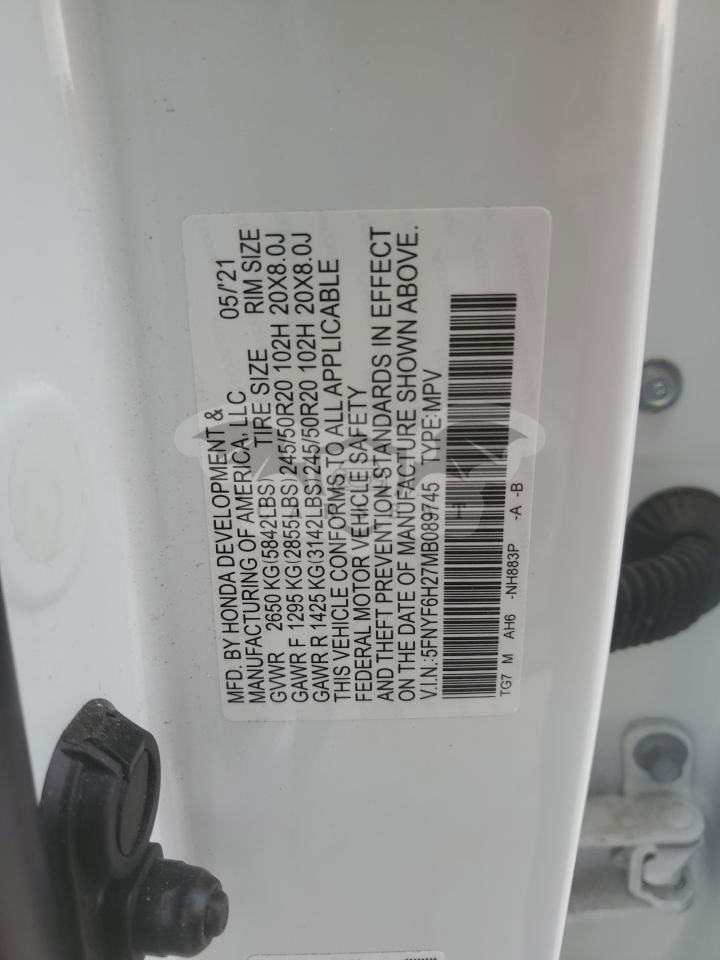 MFD. BY HONDA DEVELOPMENT & 05/'21
MANUFACTURING OF AMERICA, LLC
GVWR 2650 KG(5842LBS) TIRE SIZE RIM SIZE
GAWR F 1295 KG(2855LBS) 245/50R20 102H 20X8.0J
GAWR R 1425 KG(3142LBS) 245/50R20 102H 20X8.0J
THIS VEHICLE CONFORMS TO ALL APPLICABLE
FEDERAL MOTOR VEHICLE SAFETY
AND THEFT PREVENTION STANDARDS IN EFFECT
ON THE DATE OF MANUFACTURE SHOWN ABOVE.
V.I.N.:5FNYF6H27MB089745 TYPE:MPV
TG7 M AH6 -NH883P -A -B